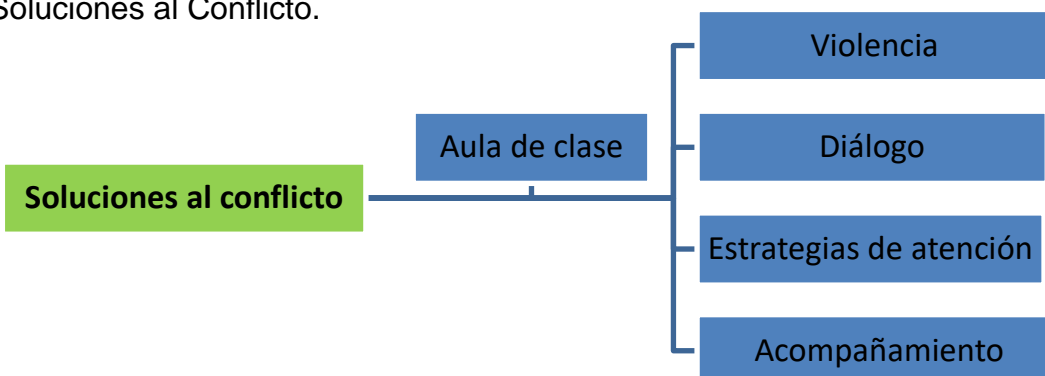 Soluciones al Conflicto.
Violencia
Aula de clase
Diálogo
Soluciones al conflicto
Estrategias de atención
Acompañamiento